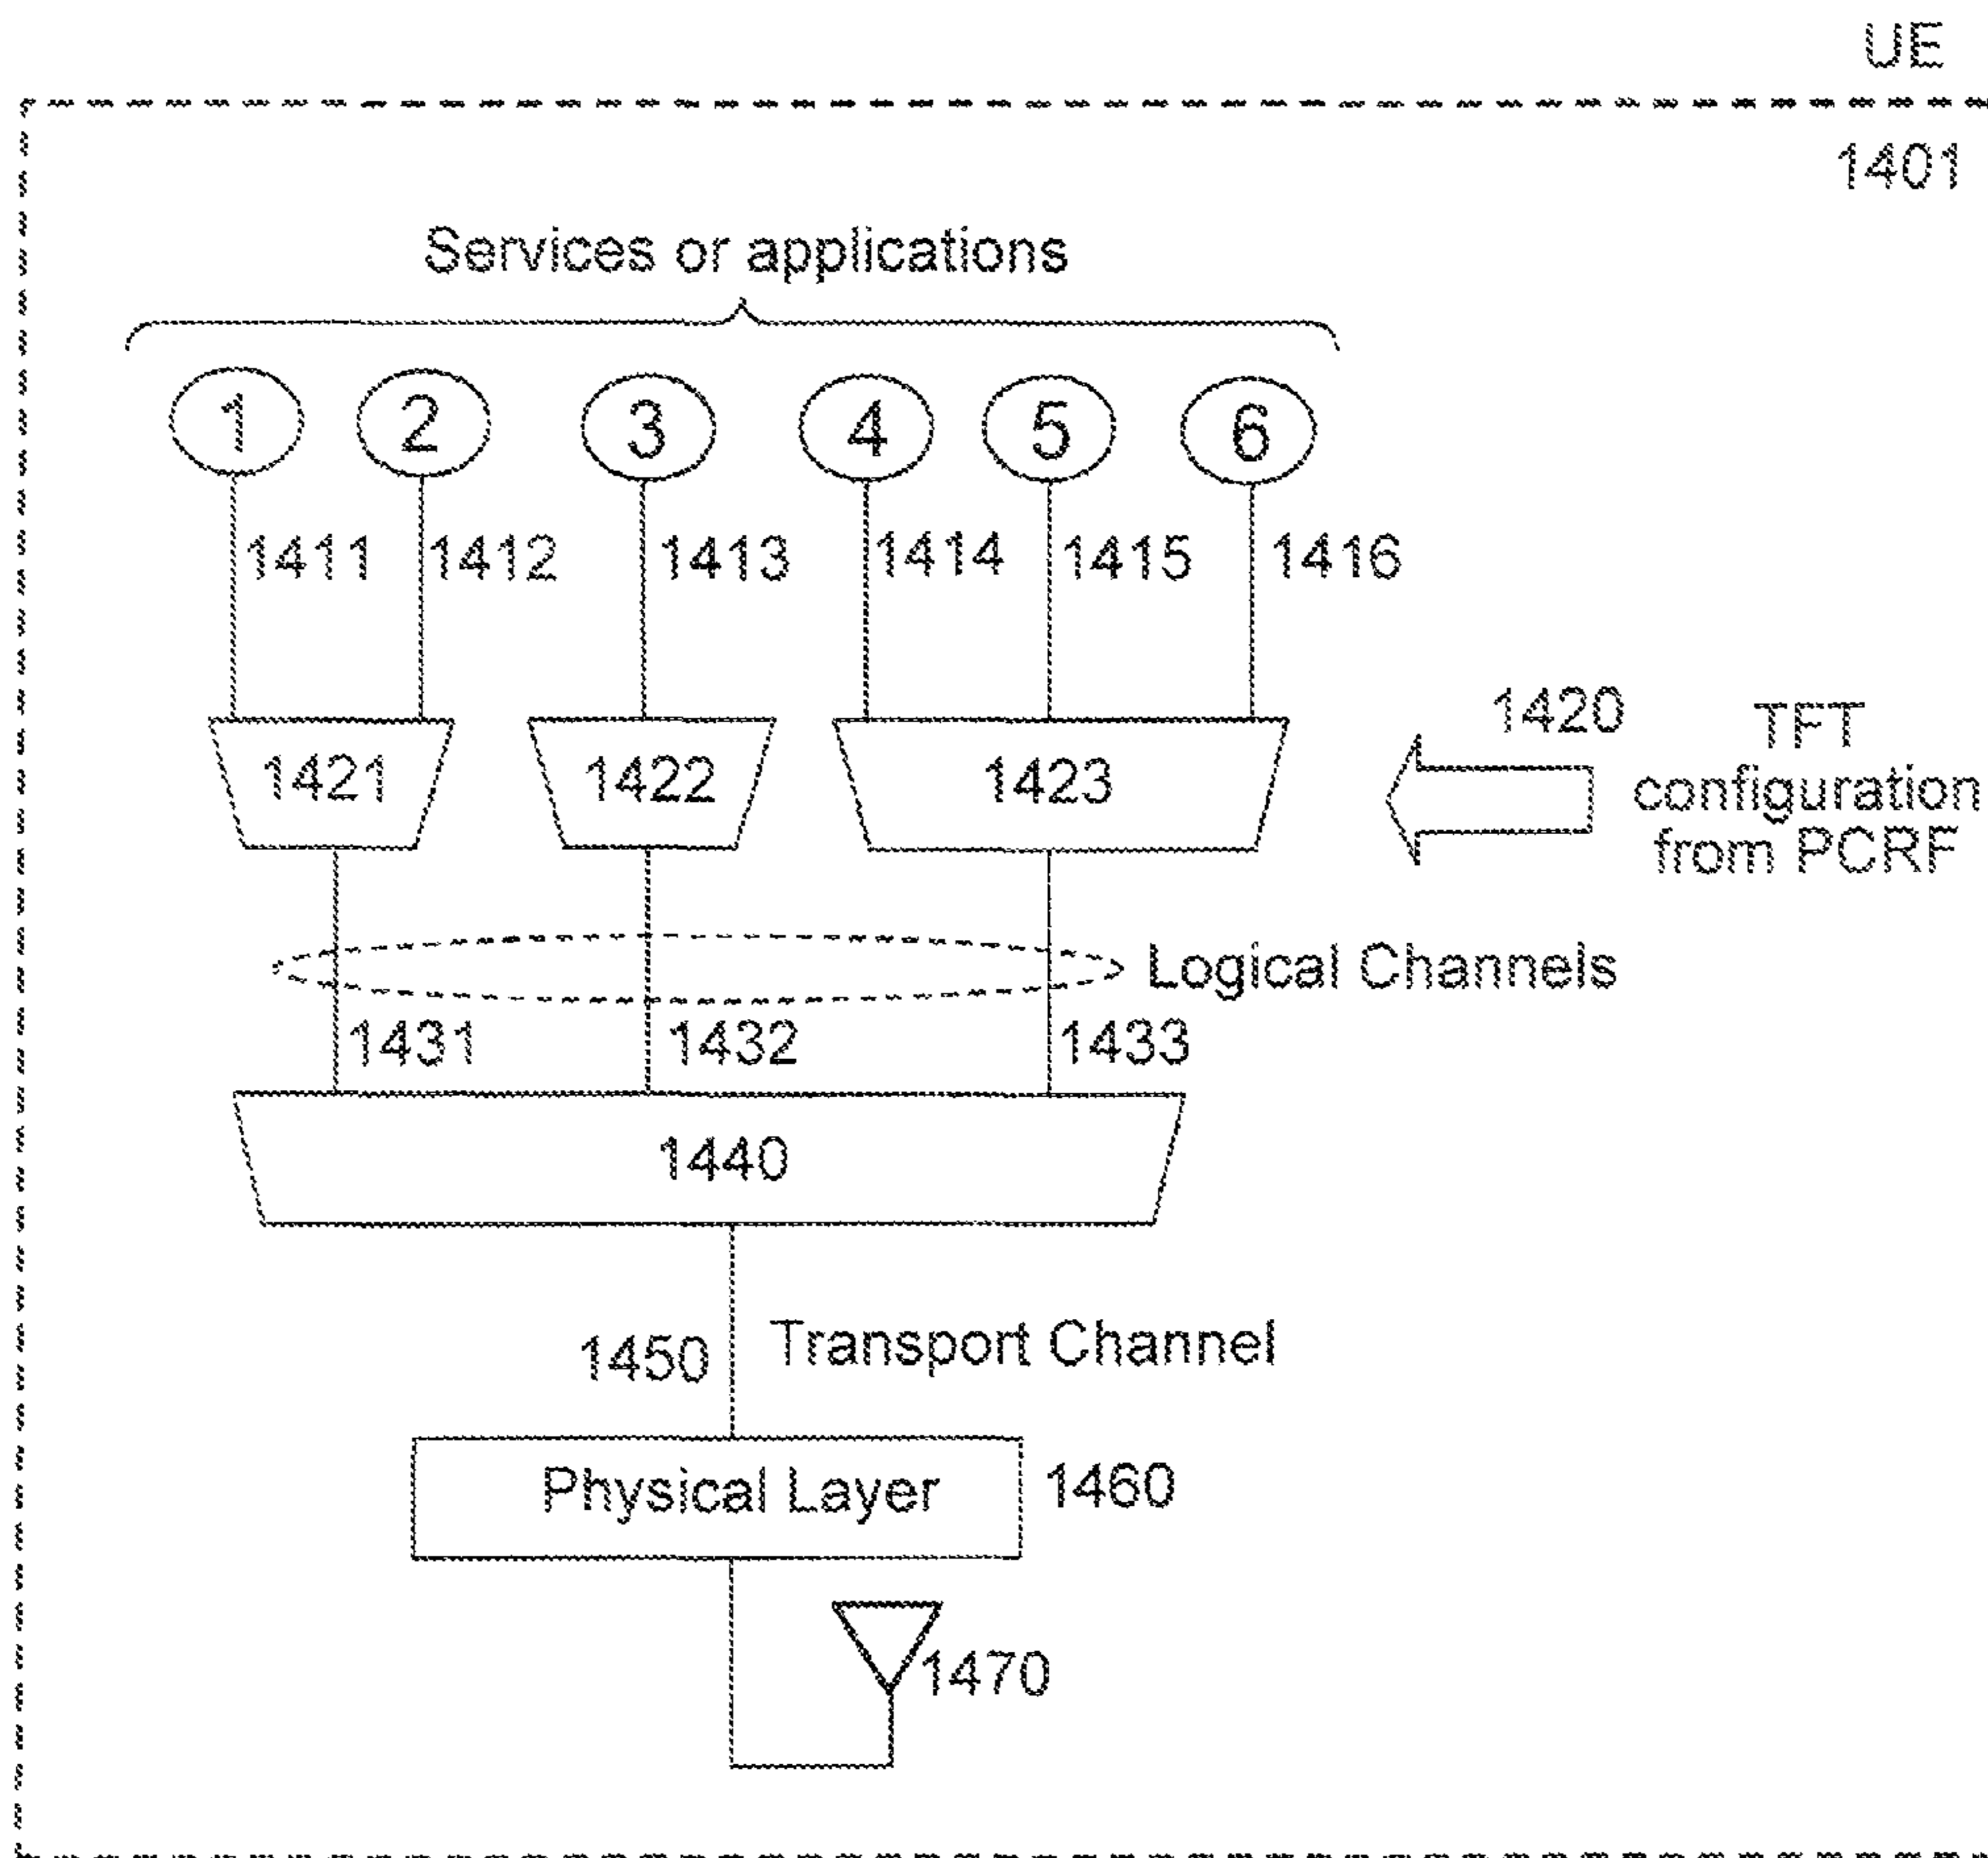 UE
1401
Services or applications
1 2 3 4 5 6
1411 1412 1413 1414 1415 1416
1420
TFT
configuration
from PCRF
1421 1422 1423
Logical Channels
1431 1432 1433
1440
1450 Transport Channel
Physical Layer 1460
1470